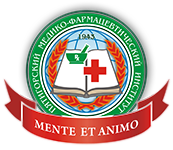 ПЯТИГОРСКИЙ МЕДИКО-ФАРМАЦЕВТИЧЕСКИЙ ИНСТИТУТ
1943
MENTE ET ANIMO